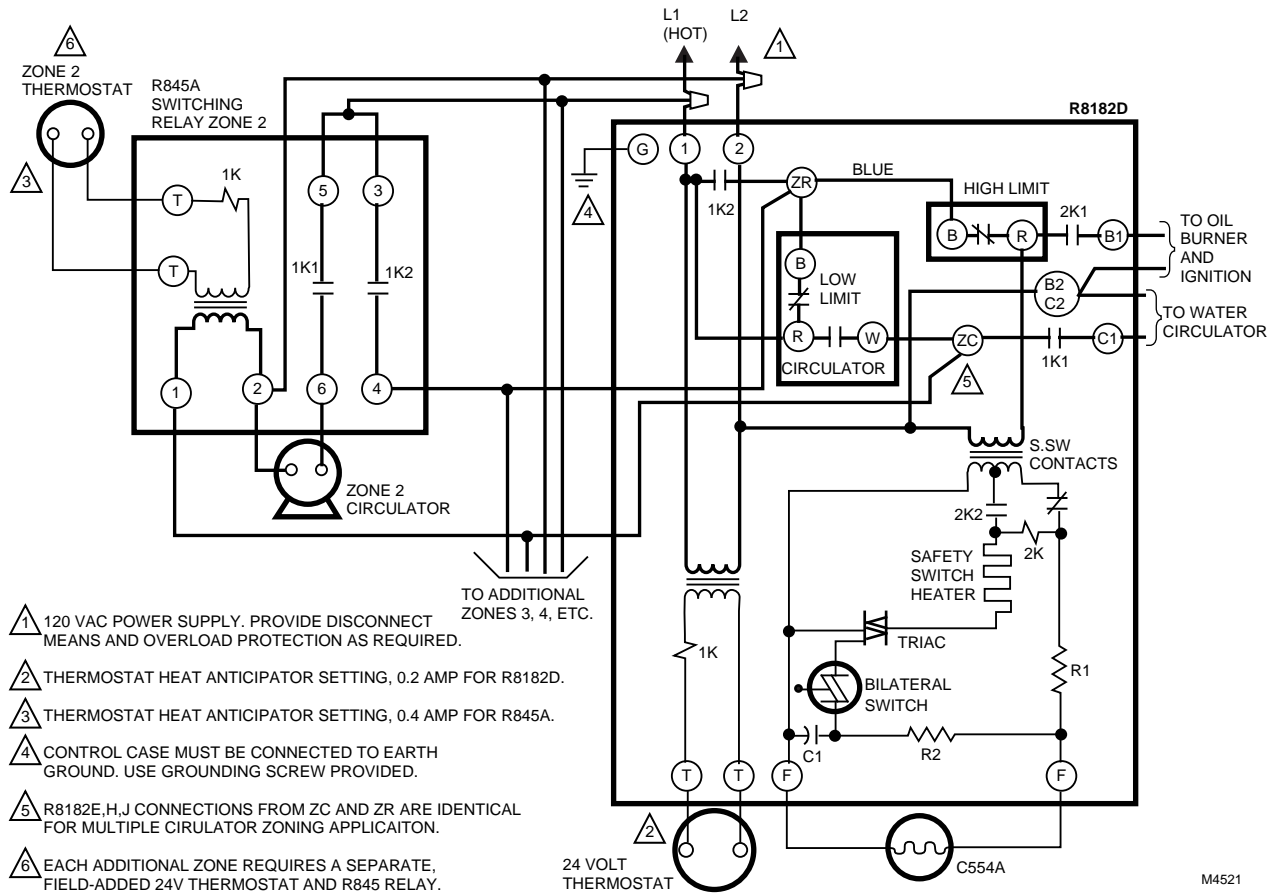 L1
(HOT)
L2
1
6
ZONE 2
THERMOSTAT
R845A
SWITCHING
RELAY ZONE 2
R8182D
3
T
1K
T
5
3
1K1
1K2
1
2
6
4
ZONE 2
CIRCULATOR
G
1
2
4
1K2
ZR
BLUE
HIGH LIMIT
B
R
2K1
B1
TO OIL
BURNER
AND
IGNITION
B
LOW
LIMIT
R
W
CIRCULATOR
ZC
5
B2
C2
1K1
C1
TO WATER
CIRCULATOR
S.SW
CONTACTS
2K2
2K
SAFETY
SWITCH
HEATER
TRIAC
BILATERAL
SWITCH
R1
C1
R2
1K
T
T
F
F
TO ADDITIONAL
ZONES 3, 4, ETC.
2
24 VOLT
THERMOSTAT
C554A
1 120 VAC POWER SUPPLY. PROVIDE DISCONNECT
MEANS AND OVERLOAD PROTECTION AS REQUIRED.
2 THERMOSTAT HEAT ANTICIPATOR SETTING, 0.2 AMP FOR R8182D.
3 THERMOSTAT HEAT ANTICIPATOR SETTING, 0.4 AMP FOR R845A.
4 CONTROL CASE MUST BE CONNECTED TO EARTH
GROUND. USE GROUNDING SCREW PROVIDED.
5 R8182E,H,J CONNECTIONS FROM ZC AND ZR ARE IDENTICAL
FOR MULTIPLE CIRULATOR ZONING APPLICAITON.
6 EACH ADDITIONAL ZONE REQUIRES A SEPARATE,
FIELD-ADDED 24V THERMOSTAT AND R845 RELAY.
M4521